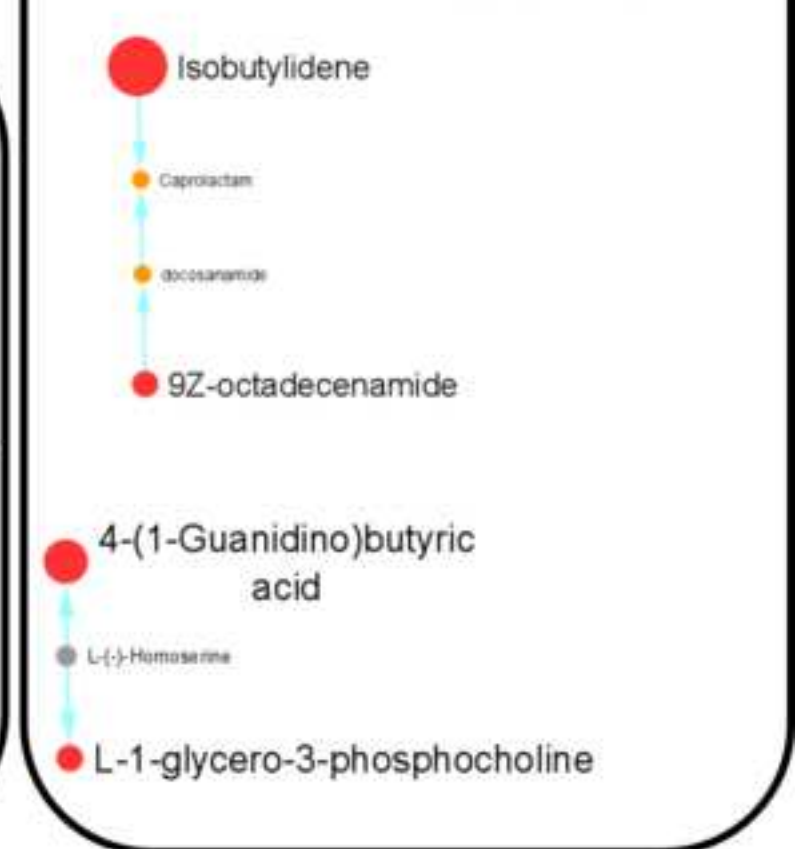 Isobutylidene
Caprolactam
docosanamide
9Z-octadecenamide
4-(1-Guanidino)butyric
acid
L-(-)-Homoserine
L-1-glycero-3-phosphocholine